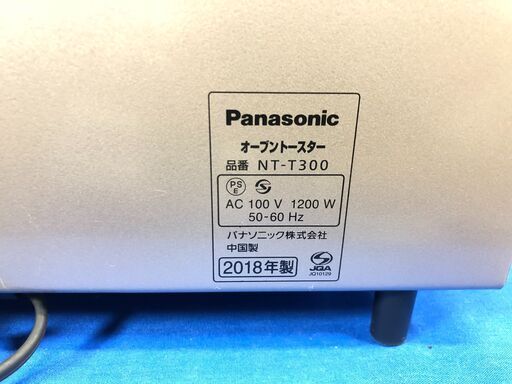 Panasonic
オーブントースター
品番 NT-T300
PS E S
AC 100 V 1200 W
50-60 Hz
パナソニック株式会社
中国製
2018年製
JQA
JQ10129